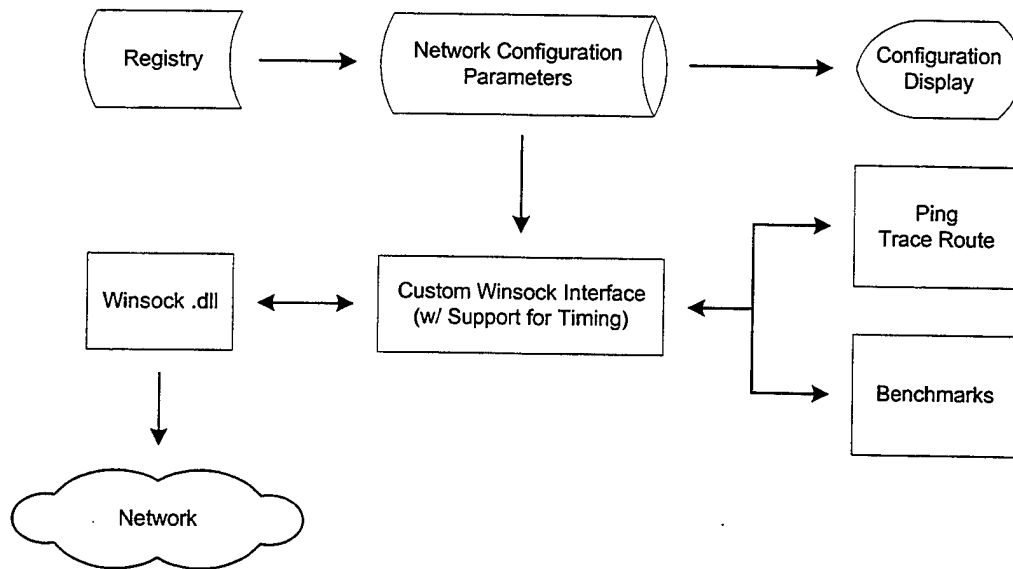 Registry
Network Configuration
Parameters
Configuration
Display
Ping
Trace Route
Winsock .dll
Custom Winsock Interface
(w/ Support for Timing)
Benchmarks
Network